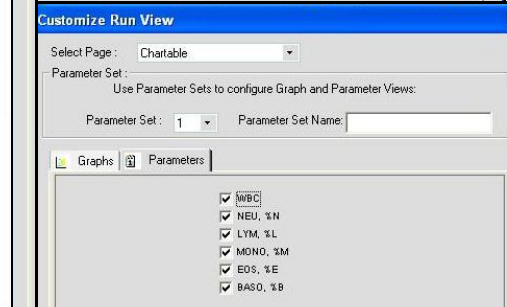 Customize Run View
Select Page : Chartable
Parameter Set :
Use Parameter Sets to configure Graph and Parameter Views:
Parameter Set : 1 Parameter Set Name:
Graphs Parameters
WBC
NEU, %N
LYM, %L
MONO, %M
EOS, %E
BASO, %B